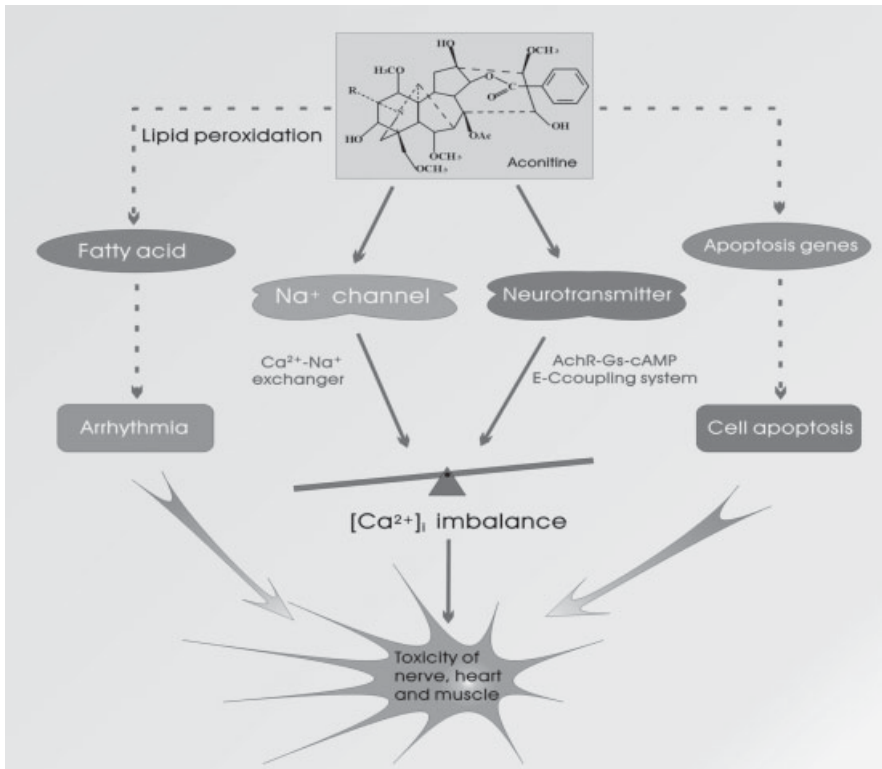 HO
OCH₃
H₃CO
O
C
R
O
HO
OAc
OH
OCH₃
OCH₃
Aconitine
Lipid peroxidation
Fatty acid
Apoptosis genes
Na⁺ channel
Neurotransmitter
Ca²⁺-Na⁺
exchanger
AchR-Gs-cAMP
E-Ccoupling system
Arrhythmia
Cell apoptosis
[Ca²⁺]ᵢ imbalance
Toxicity of
nerve, heart
and muscle